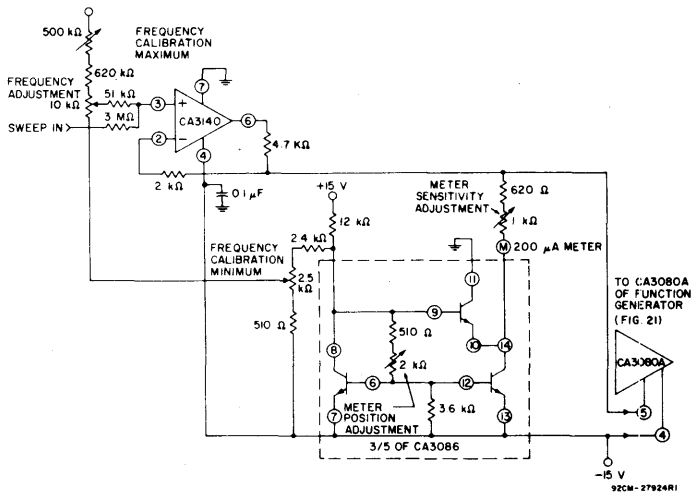 500 kΩ
FREQUENCY
CALIBRATION
MAXIMUM
620 kΩ
FREQUENCY
ADJUSTMENT
10 kΩ
51 kΩ
3 MΩ
SWEEP IN
7
3
+
CA3140
6
2
-
4
4.7 KΩ
2 kΩ
0.1 μF
+15 V
12 kΩ
METER
SENSITIVITY
ADJUSTMENT
620 Ω
1 kΩ
M
200 μA METER
FREQUENCY
CALIBRATION
MINIMUM
2.4 kΩ
2.5
kΩ
510 Ω
11
9
10
14
8
510 Ω
2 kΩ
6
12
7
METER
POSITION
ADJUSTMENT
3.6 kΩ
13
3/5 OF CA3086
TO CA3080A
OF FUNCTION
GENERATOR
(FIG. 21)
CA3080A
5
4
-15 V
92CM-27924R1